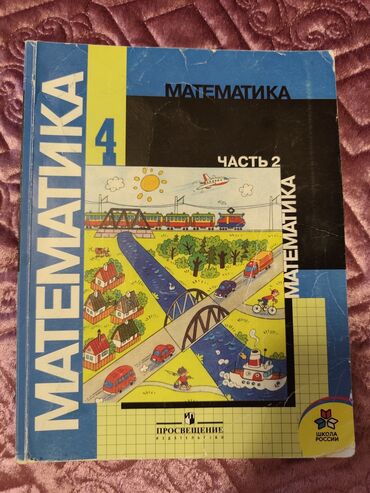 МАТЕМАТИКА
МАТЕМАТИКА
4
ЧАСТЬ 2
МАТЕМАТИКА
ПРОСВЕЩЕНИЕ
ИЗДАТЕЛЬСТВО
ШКОЛА
РОССИИ